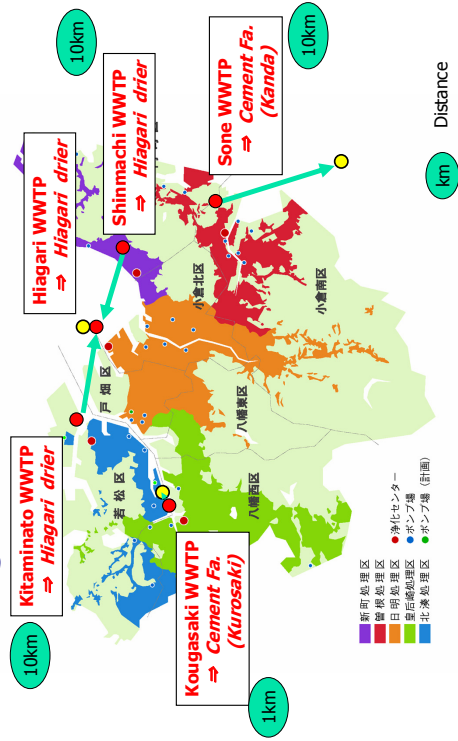 10km
10km
Hiagari WWTP
⇒ Hiagari drier
Shinmachi WWTP
⇒ Hiagari drier
Sone WWTP
⇒ Cement Fa.
(Kanda)
Kitaminato WWTP
⇒ Hiagari drier
10km
Kougasaki WWTP
⇒ Cement Fa.
(Kurosaki)
1km
km
Distance
戸畑区
若松区
小倉北区
小倉南区
八幡東区
八幡西区
新町処理区
曽根処理区
日明処理区
皇后崎処理区
北湊処理区
浄化センター
ポンプ場
ポンプ場(計画)